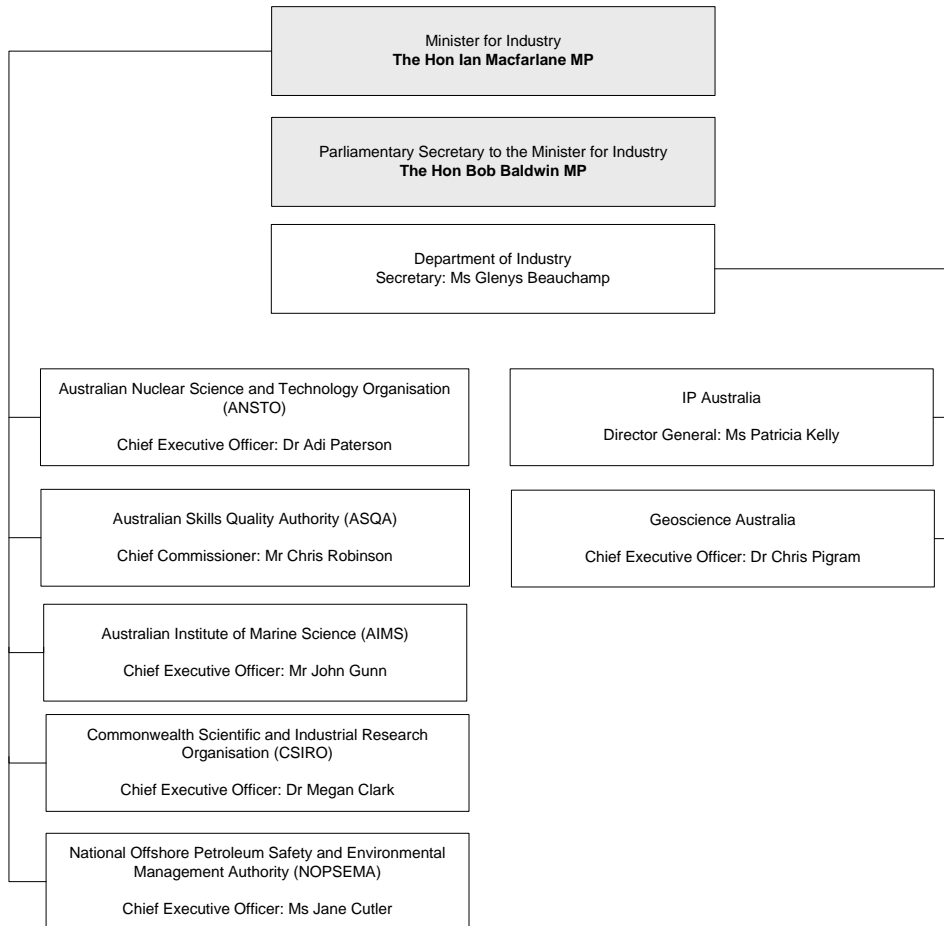 Minister for Industry
The Hon Ian Macfarlane MP
Parliamentary Secretary to the Minister for Industry
The Hon Bob Baldwin MP
Department of Industry
Secretary: Ms Glenys Beauchamp
Australian Nuclear Science and Technology Organisation
(ANSTO)
Chief Executive Officer: Dr Adi Paterson
IP Australia
Director General: Ms Patricia Kelly
Australian Skills Quality Authority (ASQA)
Chief Commissioner: Mr Chris Robinson
Geoscience Australia
Chief Executive Officer: Dr Chris Pigram
Australian Institute of Marine Science (AIMS)
Chief Executive Officer: Mr John Gunn
Commonwealth Scientific and Industrial Research
Organisation (CSIRO)
Chief Executive Officer: Dr Megan Clark
National Offshore Petroleum Safety and Environmental
Management Authority (NOPSEMA)
Chief Executive Officer: Ms Jane Cutler